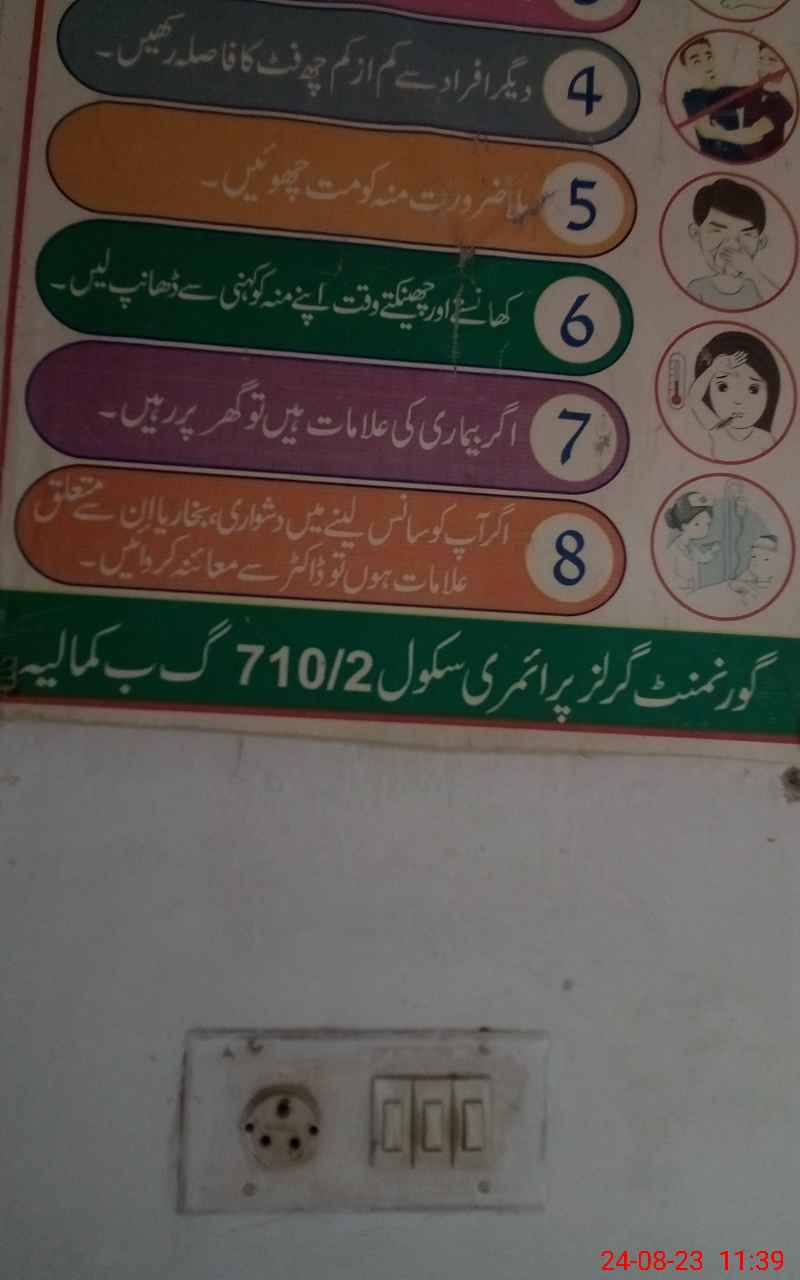 4 دیگر افراد سے کم از کم چھ فٹ کا فاصلہ رکھیں۔
5 بلا ضرورت منہ کو مت چھوئیں۔
6 کھانستے اور چھینکتے وقت اپنے منہ کو کہنی سے ڈھانپ لیں۔
7 اگر بیماری کی علامات ہیں تو گھر پر رہیں۔
8 اگر آپ کو سانس لینے میں دشواری، بخار یا اِن سے متعلق
علامات ہوں تو ڈاکٹر سے معائنہ کروائیں۔
گورنمنٹ گرلز پرائمری سکول 710/2 گ ب کمالیہ
24-08-23 11:39